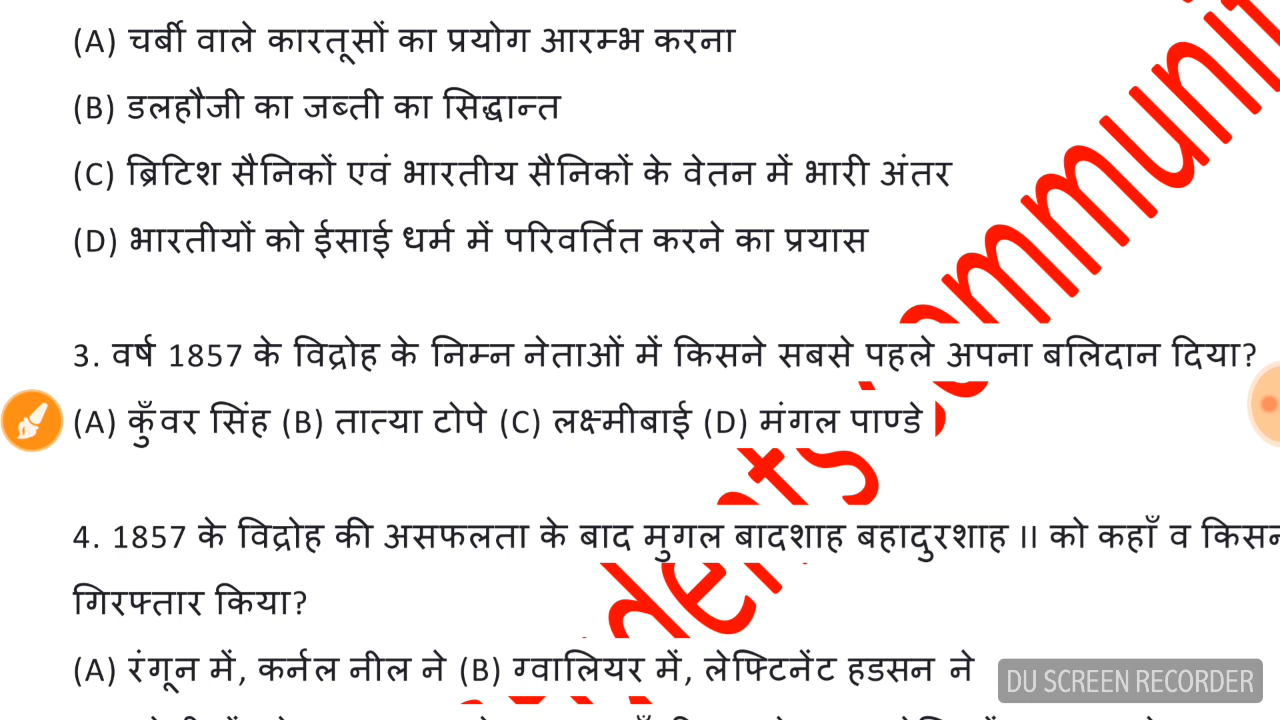 (A) चर्बी वाले कारतूसों का प्रयोग आरम्भ करना
(B) डलहौजी का जब्ती का सिद्धान्त
(C) ब्रिटिश सैनिकों एवं भारतीय सैनिकों के वेतन में भारी अंतर
(D) भारतीयों को ईसाई धर्म में परिवर्तित करने का प्रयास
3. वर्ष 1857 के विद्रोह के निम्न नेताओं में किसने सबसे पहले अपना बलिदान दिया?
(A) कुँवर सिंह (B) तात्या टोपे (C) लक्ष्मीबाई (D) मंगल पाण्डे
4. 1857 के विद्रोह की असफलता के बाद मुगल बादशाह बहादुरशाह II को कहाँ व
गिरफ्तार किया?
(A) रंगून में, कर्नल नील ने (B) ग्वालियर में, लेफ्टिनेंट हडसन ने
DU SCREEN RECORDER